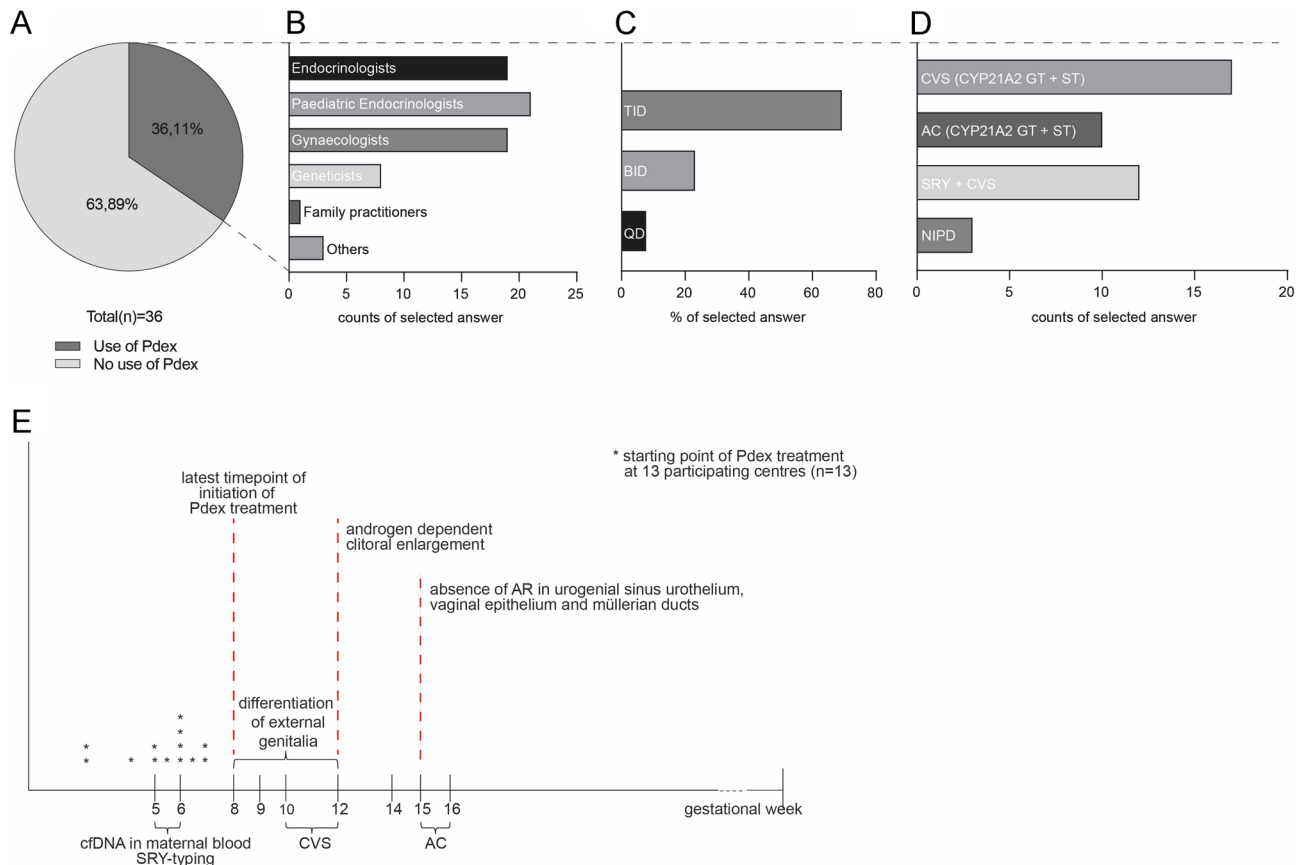 A
36,11%
63,89%
Total(n)=36
Use of Pdex
No use of Pdex
B
Endocrinologists
Paediatric Endocrinologists
Gynaecologists
Geneticists
Family practitioners
Others
0 5 10 15 20 25
counts of selected answer
C
TID
BID
QD
0 20 40 60 80
% of selected answer
D
CVS (CYP21A2 GT + ST)
AC (CYP21A2 GT + ST)
SRY + CVS
NIPD
0 5 10 15 20
counts of selected answer
E
* starting point of Pdex treatment
at 13 participating centres (n=13)
latest timepoint of
initiation of
Pdex treatment
androgen dependent
clitoral enlargement
absence of AR in urogenial sinus urothelium,
vaginal epithelium and müllerian ducts
differentiation
of external
genitalia
*
* * * *
* * * * * * * *
5 6 8 9 10 12 14 15 16
gestational week
cfDNA in maternal blood
SRY-typing
CVS
AC